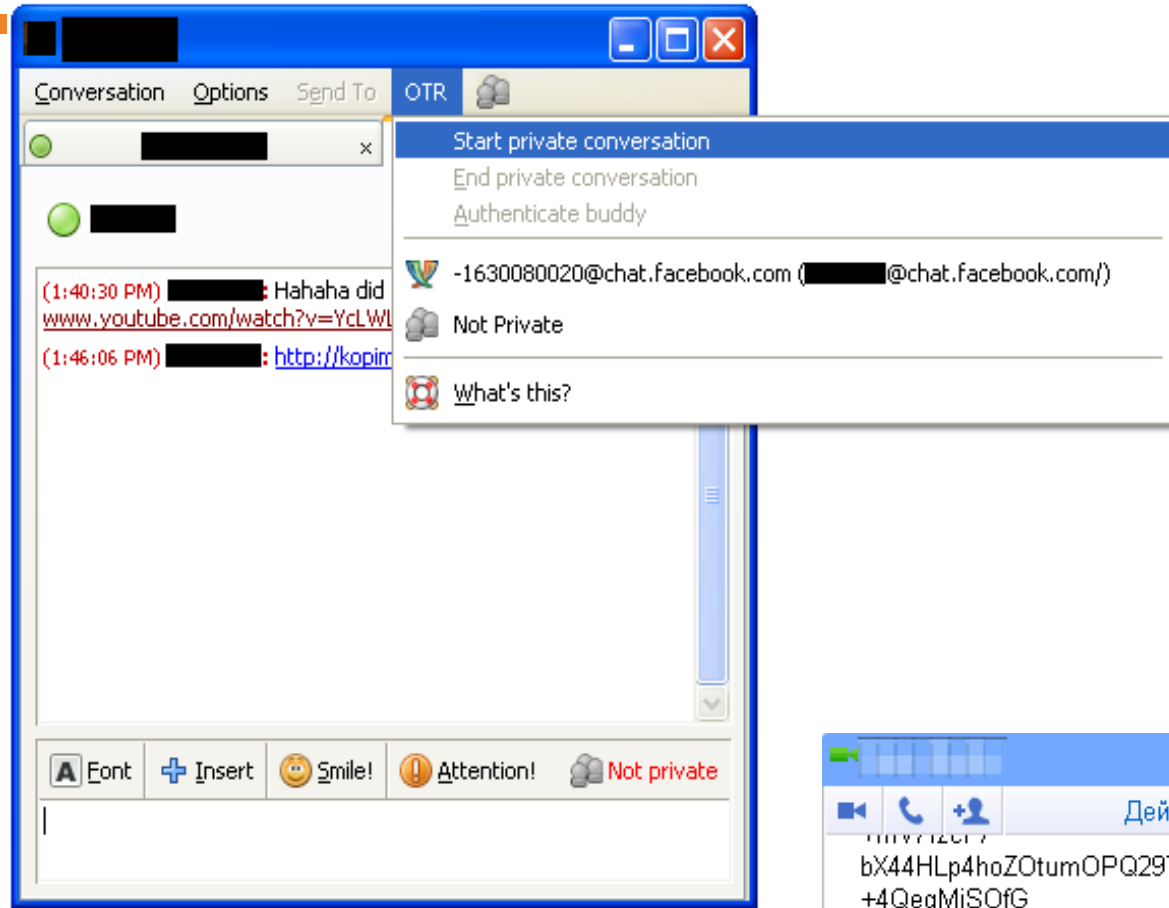 Conversation Options Send To OTR
×
Start private conversation
End private conversation
Authenticate buddy
-1630080020@chat.facebook.com ( @chat.facebook.com/)
Not Private
What's this?
(1:40:30 PM) : Hahaha did
www.youtube.com/watch?v=YcLWL
(1:46:06 PM) : http://kopim
A Font Insert Smile! Attention! Not private
Дей
bX44HLp4hoZOtumOPQ29
+4QegMiSOfG